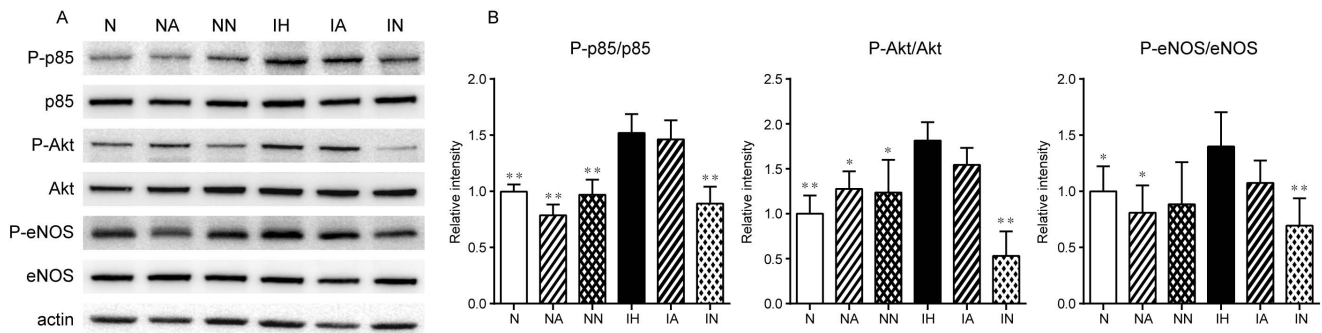 A
N NA NN IH IA IN
P-p85
p85
P-Akt
Akt
P-eNOS
eNOS
actin
B
P-p85/p85
Relative intensity
2.0
1.5
1.0
0.5
0.0
** ** ** **
N NA NN IH IA IN
P-Akt/Akt
Relative intensity
2.5
2.0
1.5
1.0
0.5
0.0
** * * **
N NA NN IH IA IN
P-eNOS/eNOS
Relative intensity
2.0
1.5
1.0
0.5
0.0
* * **
N NA NN IH IA IN